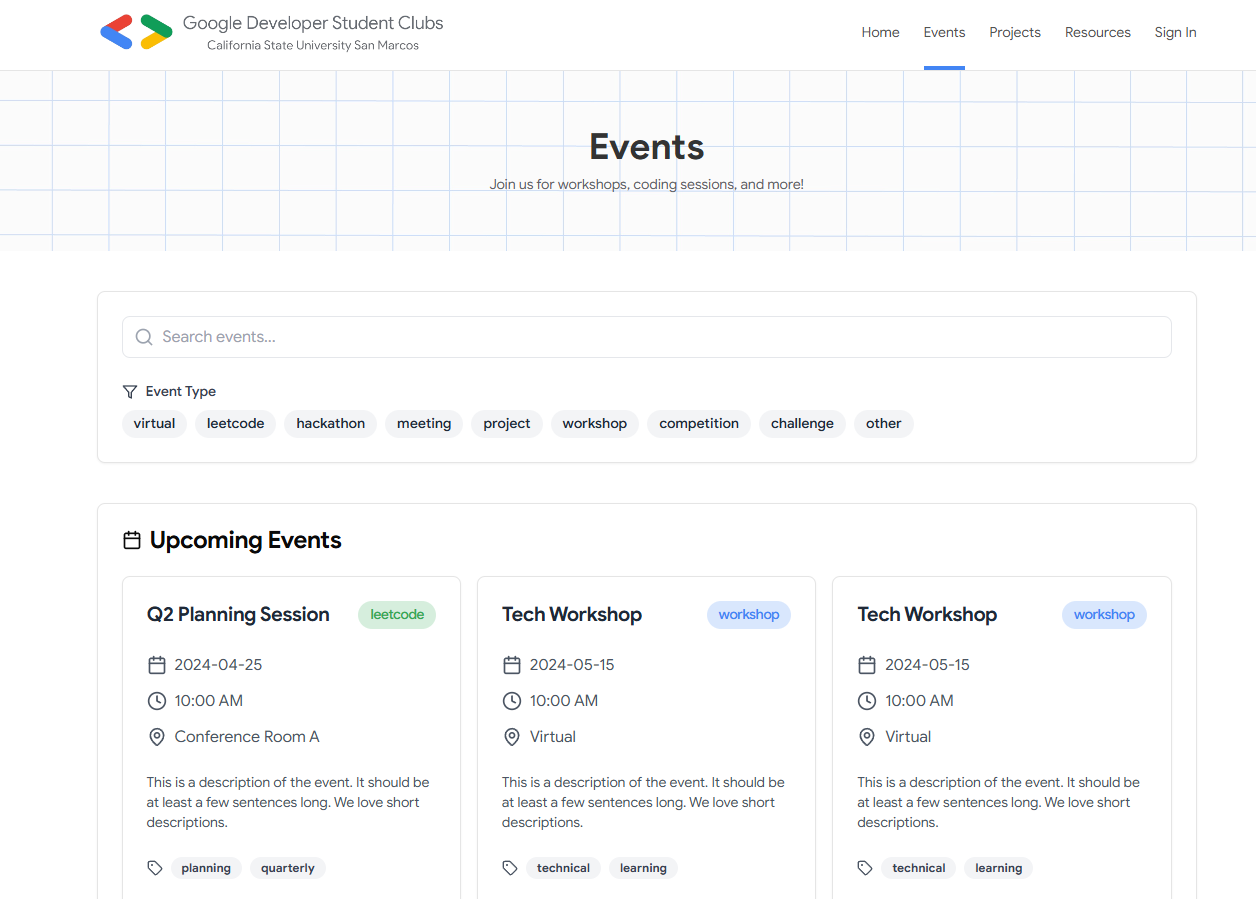 Google Developer Student Clubs
California State University San Marcos
Home Events Projects Resources Sign In
Events
Join us for workshops, coding sessions, and more!
Search events...
Event Type
virtual leetcode hackathon meeting project workshop competition challenge other
Upcoming Events
Q2 Planning Session leetcode
2024-04-25
10:00 AM
Conference Room A
This is a description of the event. It should be
at least a few sentences long. We love short
descriptions.
planning quarterly
Tech Workshop workshop
2024-05-15
10:00 AM
Virtual
This is a description of the event. It should be
at least a few sentences long. We love short
descriptions.
technical learning
Tech Workshop workshop
2024-05-15
10:00 AM
Virtual
This is a description of the event. It should be
at least a few sentences long. We love short
descriptions.
technical learning